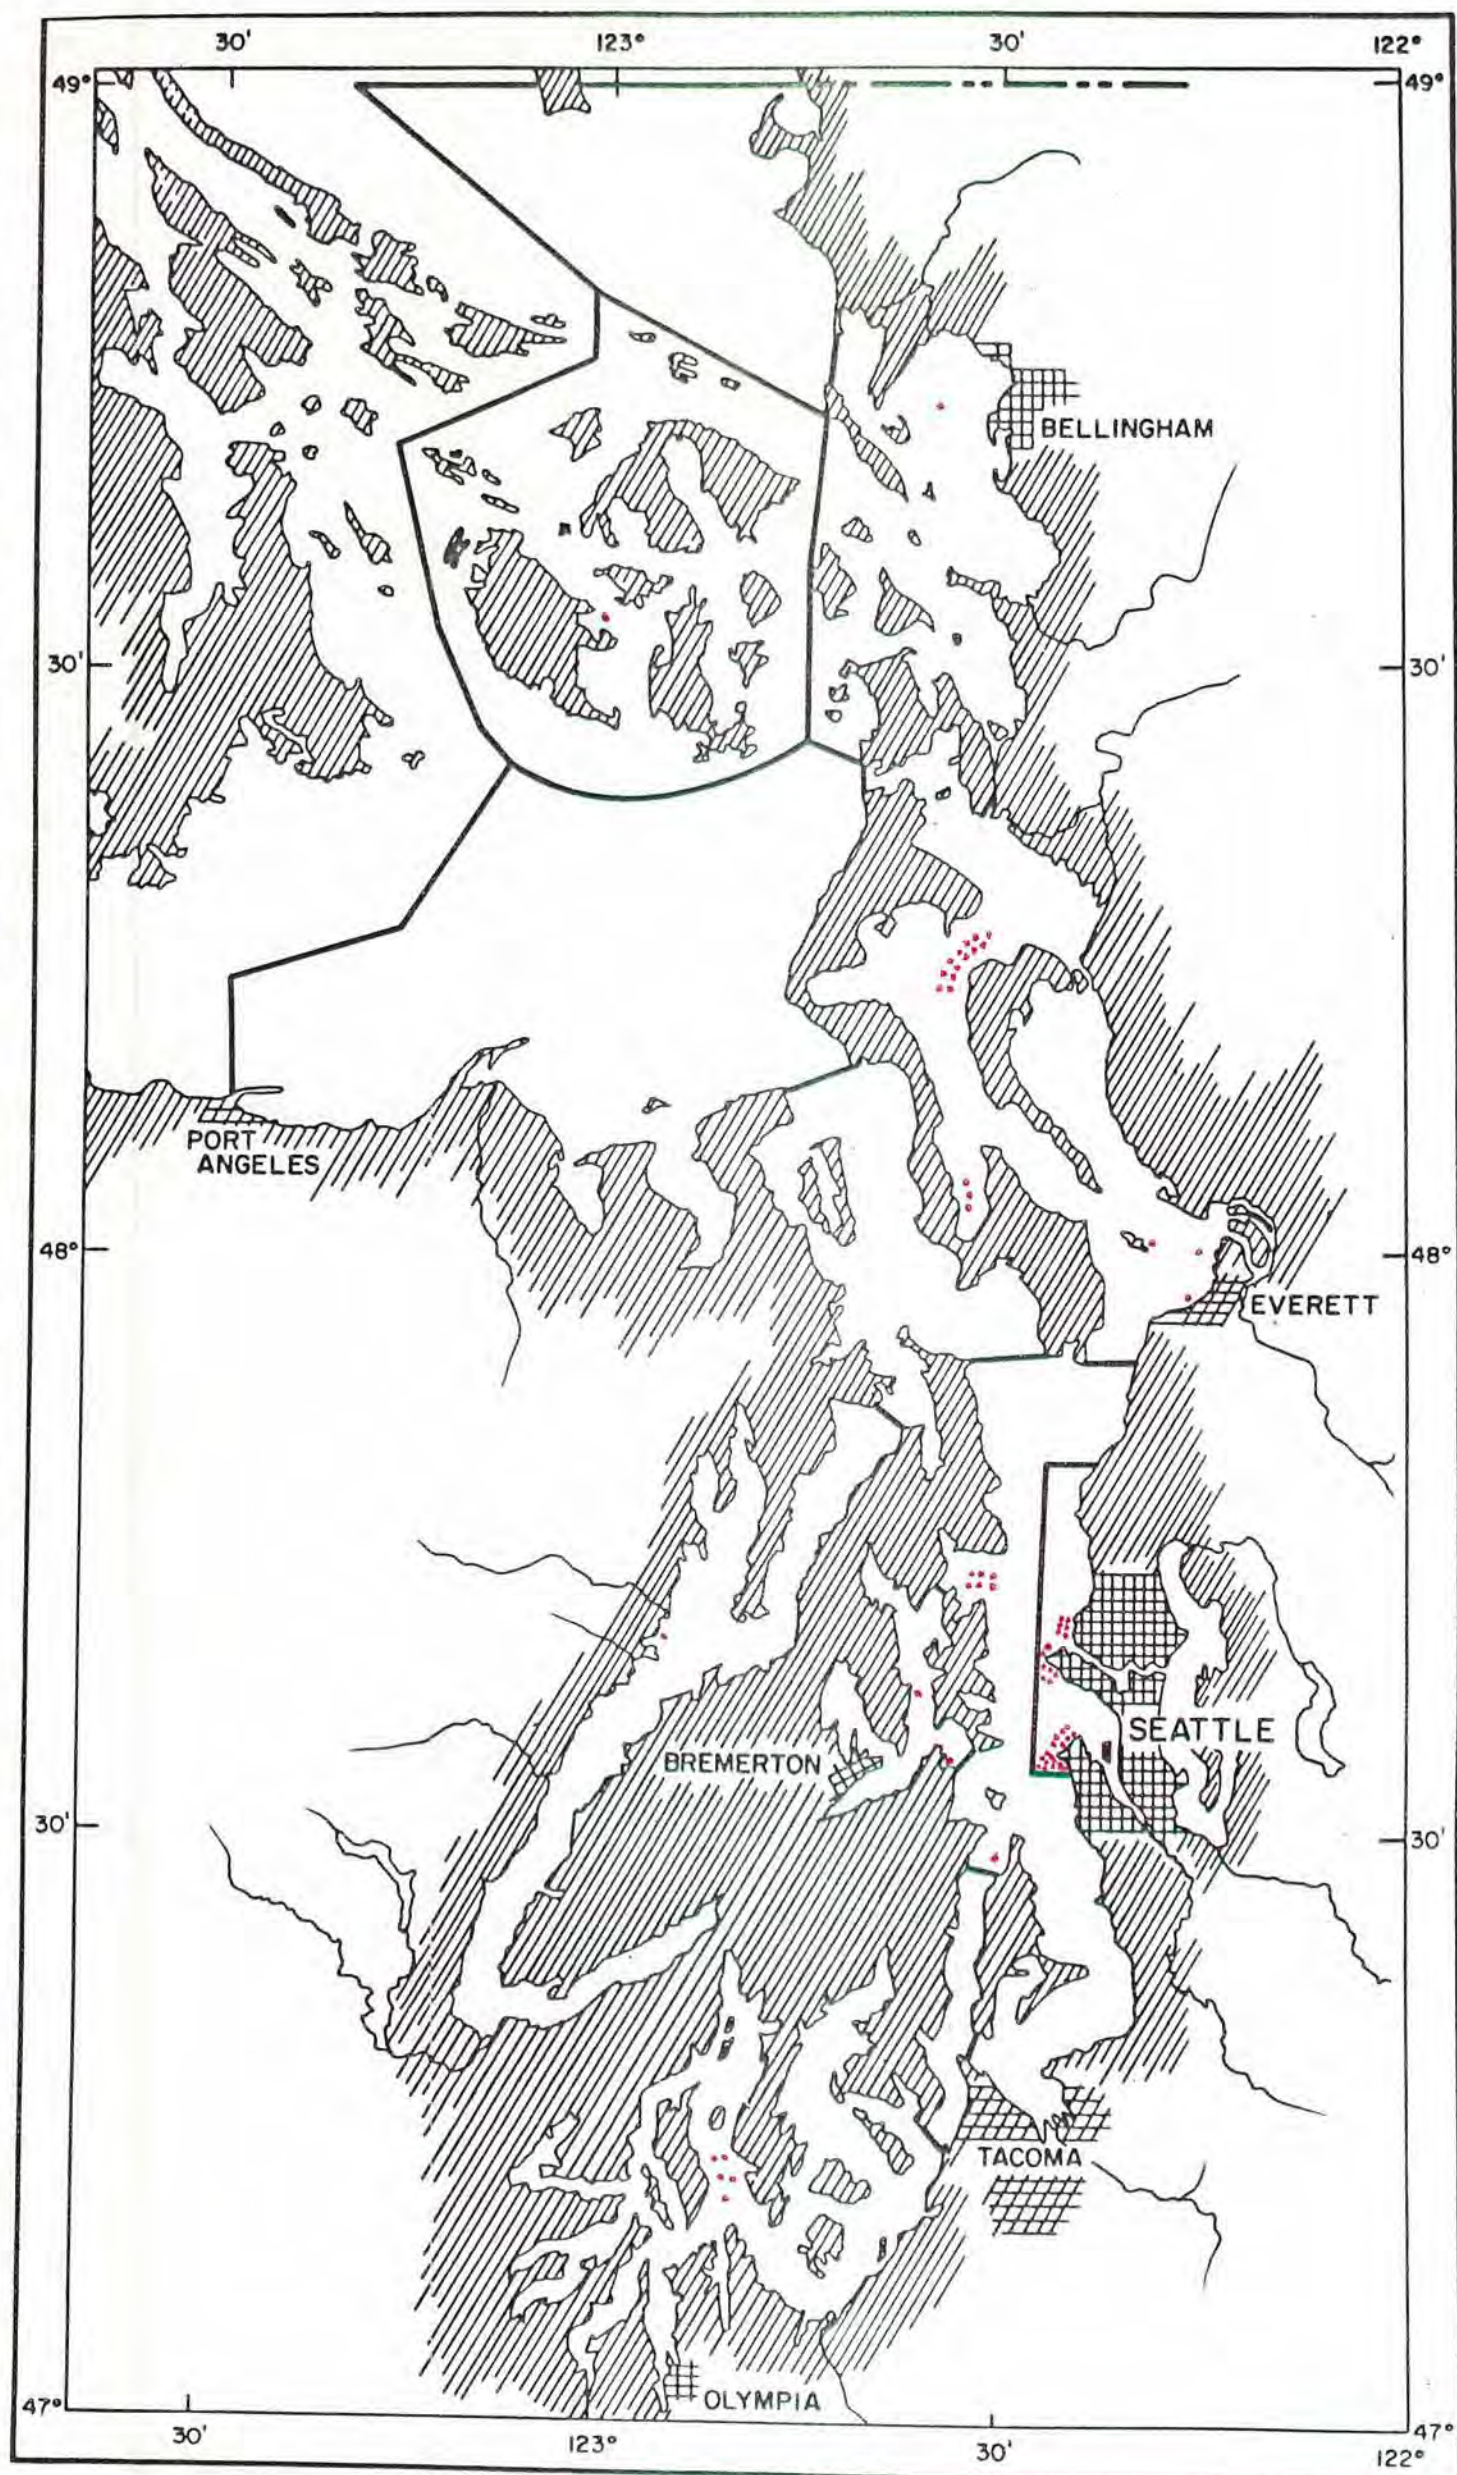 30' 123° 30' 122°
49° 49°
BELLINGHAM
30' 30'
PORT
ANGELES
48° 48°
EVERETT
SEATTLE
BREMERTON
30' 30'
TACOMA
OLYMPIA
47° 47°
30' 123° 30' 122°